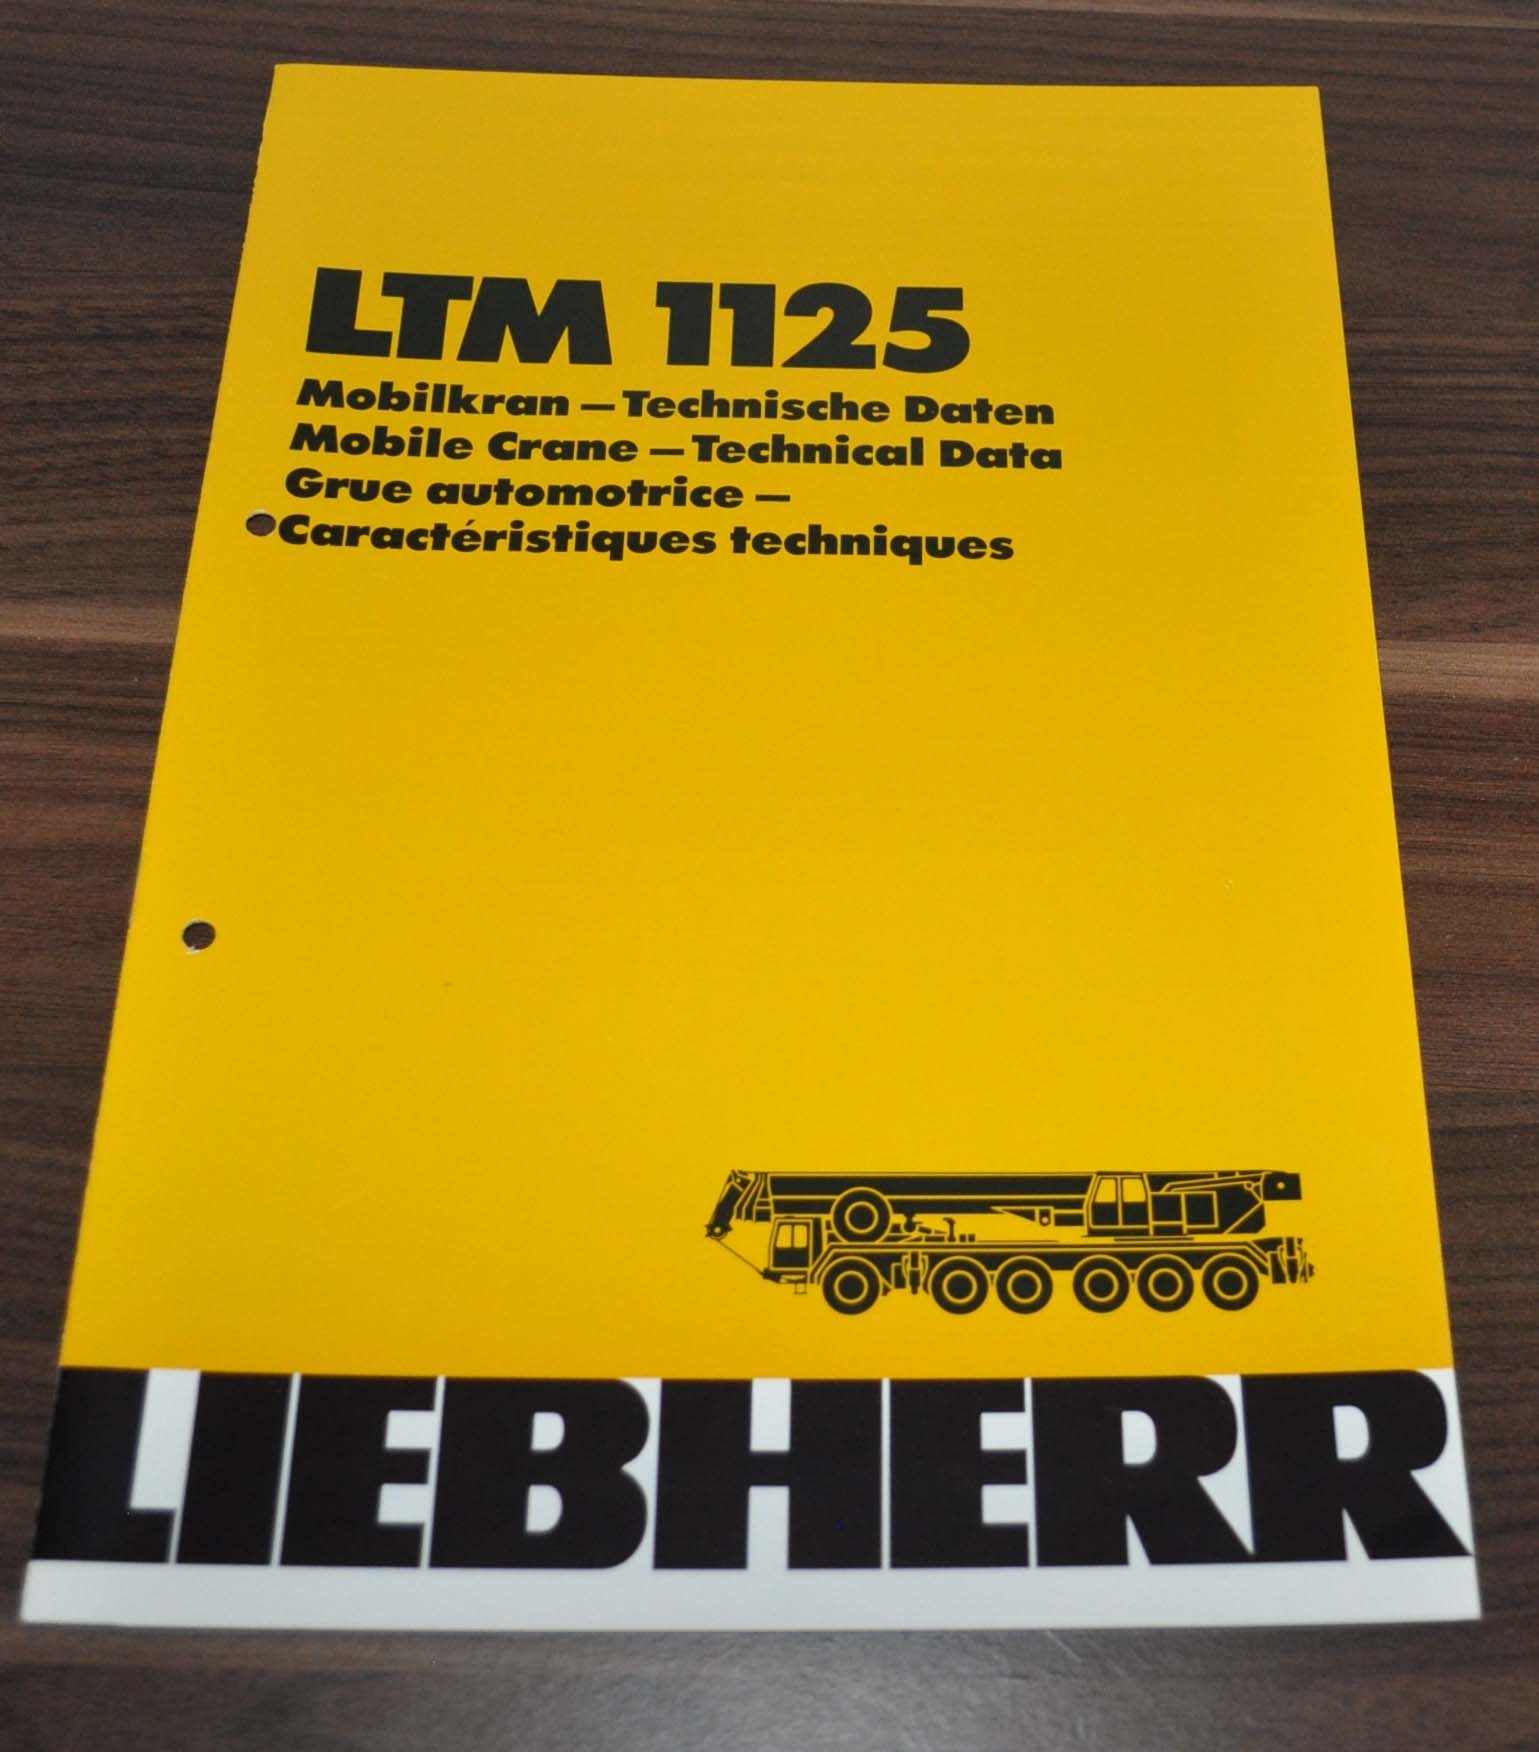 LTM 1125
Mobilkran – Technische Daten
Mobile Crane – Technical Data
Grue automotrice –
Caractéristiques techniques
LIEBHERR